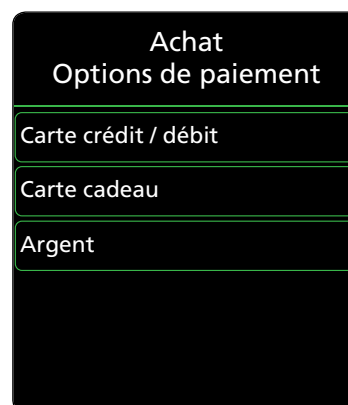 Achat
Options de paiement
Carte crédit / débit
Carte cadeau
Argent